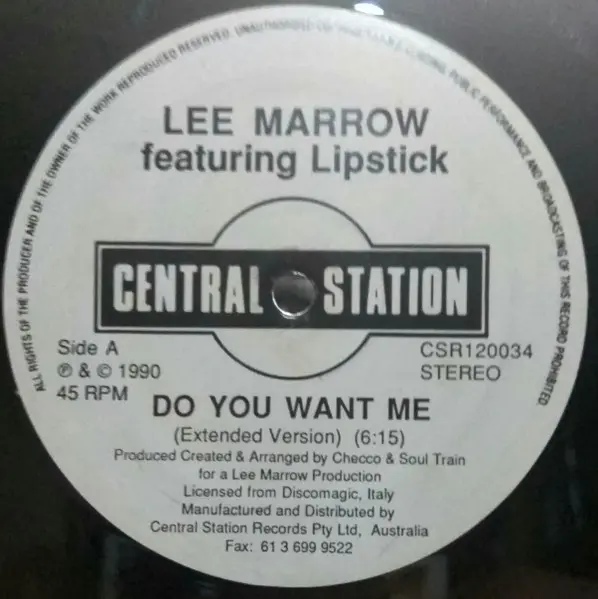 ALL RIGHTS OF THE PRODUCER AND OF THE OWNER OF THE WORK REPRODUCED RESERVED. UNAUTHORISED PUBLIC PERFORMANCE AND BROADCASTING OF THIS RECORD PROHIBITED.
LEE MARROW
featuring Lipstick
CENTRAL STATION
Side A
℗ & © 1990
45 RPM
CSR120034
STEREO
DO YOU WANT ME
(Extended Version) (6:15)
Produced Created & Arranged by Checco & Soul Train
for a Lee Marrow Production
Licensed from Discomagic, Italy
Manufactured and Distributed by
Central Station Records Pty Ltd, Australia
Fax: 61 3 699 9522